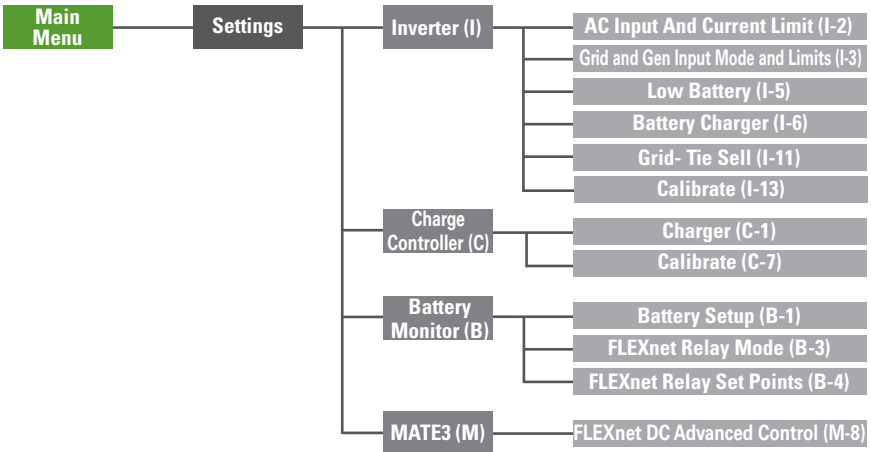 Main
Menu
Settings
Inverter (I)
AC Input And Current Limit (I-2)
Grid and Gen Input Mode and Limits (I-3)
Low Battery (I-5)
Battery Charger (I-6)
Grid- Tie Sell (I-11)
Calibrate (I-13)
Charge
Controller (C)
Charger (C-1)
Calibrate (C-7)
Battery
Monitor (B)
Battery Setup (B-1)
FLEXnet Relay Mode (B-3)
FLEXnet Relay Set Points (B-4)
MATE3 (M)
FLEXnet DC Advanced Control (M-8)